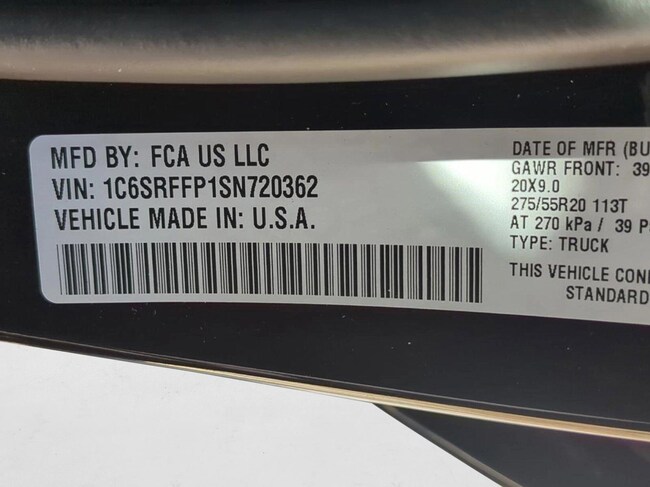 MFD BY: FCA US LLC
VIN: 1C6SRFFP1SN720362
VEHICLE MADE IN: U.S.A.
DATE OF MFR (BU
GAWR FRONT: 39
20X9.0
275/55R20 113T
AT 270 kPa / 39 P
TYPE: TRUCK
THIS VEHICLE CON
STANDARD